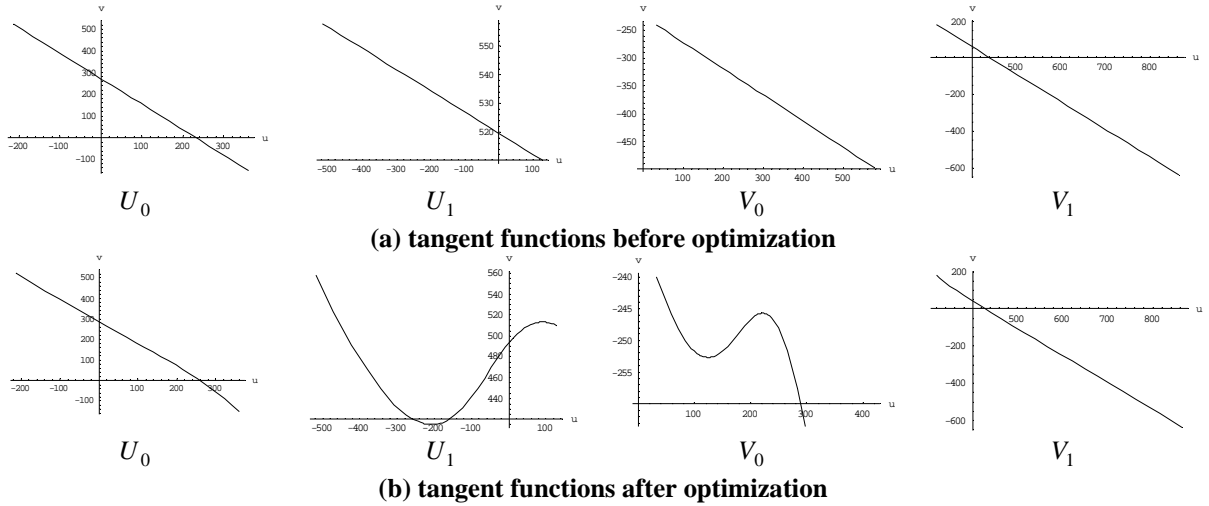 v v v v
500 400 300 200 100 -100 -200 -100 100 200 300 u
550 540 530 520 -500 -400 -300 -200 -100 100 u
-250 -300 -350 -400 -450 100 200 300 400 500 u
200 -200 -400 -600 500 600 700 800 u
U0 U1 V0 V1
(a) tangent functions before optimization
v v v v
500 400 300 200 100 -100 -200 -100 100 200 300 u
560 540 520 500 480 460 440 -500 -400 -300 -200 -100 100 u
-240 -245 -250 -255 100 200 300 400 u
200 -200 -400 -600 500 600 700 800 u
U0 U1 V0 V1
(b) tangent functions after optimization